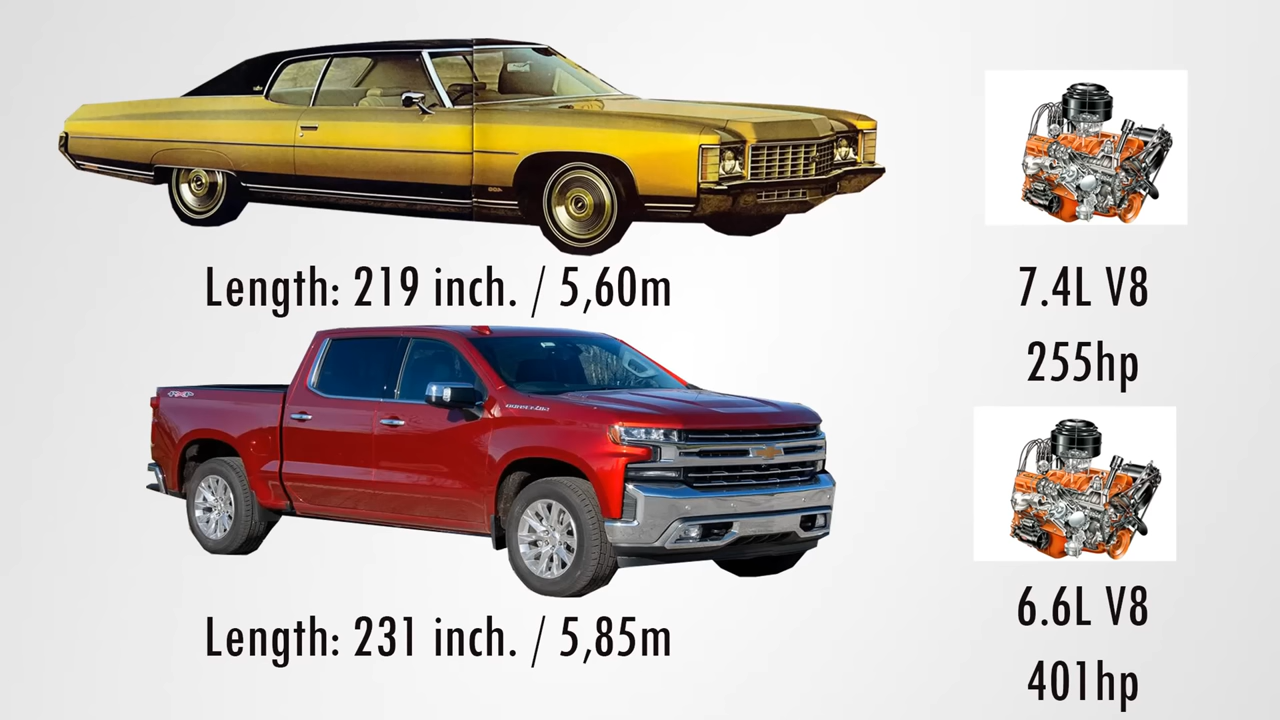 Length: 219 inch. / 5,60m
7.4L V8
255hp
Length: 231 inch. / 5,85m
6.6L V8
401hp